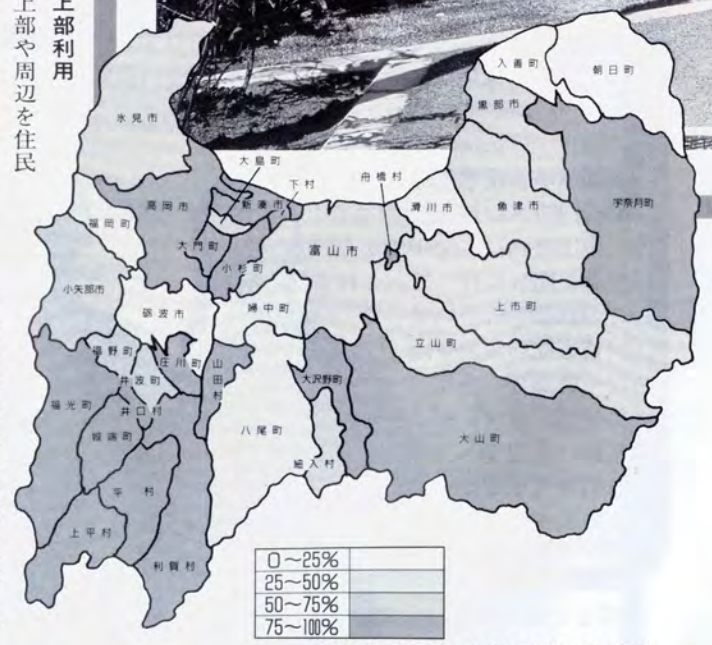 上部利用
上部や周辺を住民
入善町
朝日町
黒部市
氷見市
大島町
舟橋村
下村
宇奈月町
高岡市
新湊市
滑川市
魚津市
福岡町
大門町
富山市
小杉町
小矢部市
上市町
砺波市
婦中町
立山町
福野町
庄川町
山田村
井波町
大沢野町
福光町
井口村
八尾町
大山町
城端町
細入村
平村
上平村
利賀村
0〜25%
25〜50%
50〜75%
75〜100%